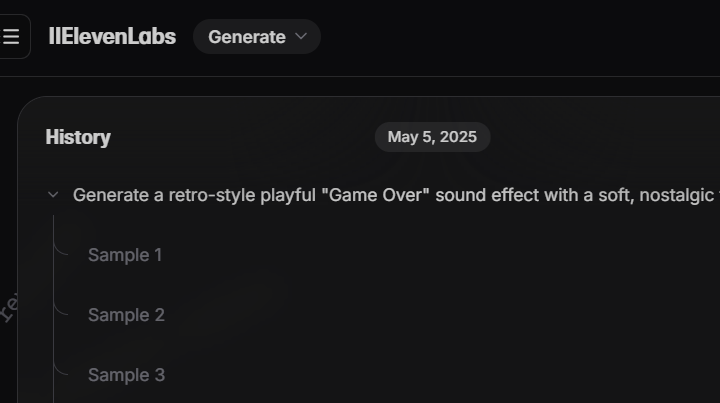 IIElevenLabs
Generate
History
May 5, 2025
Generate a retro-style playful "Game Over" sound effect with a soft, nostalgic
Sample 1
Sample 2
Sample 3
re